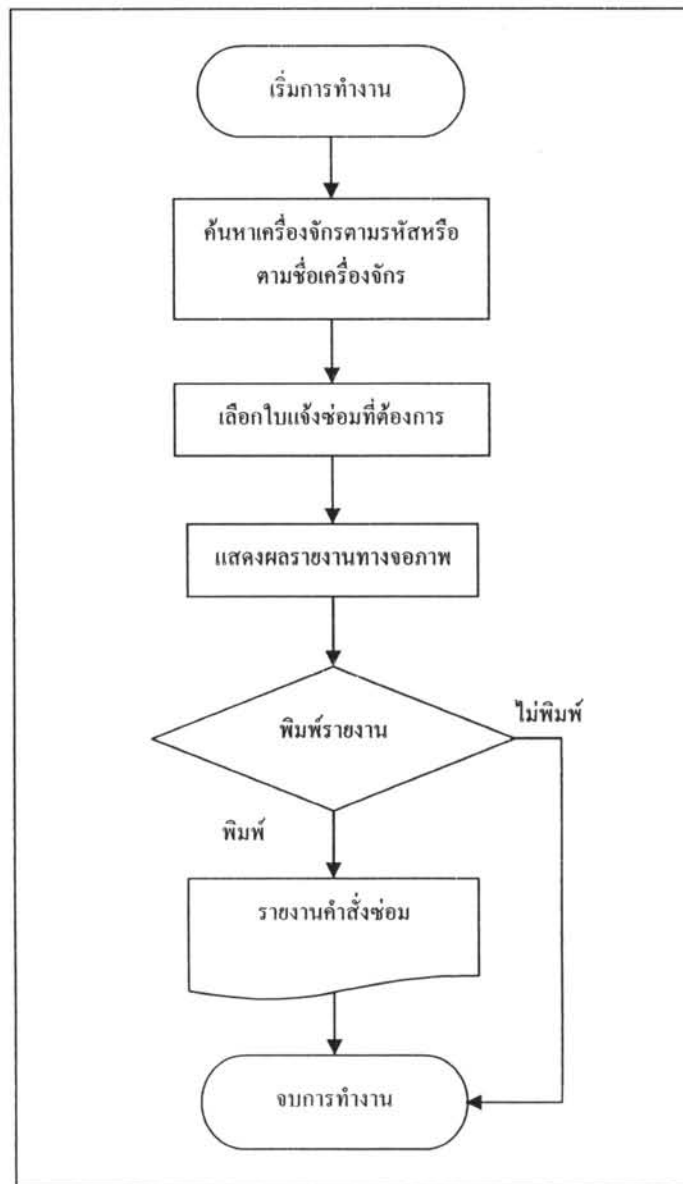 เริ่มการทำงาน
ค้นหาเครื่องจักรตามรหัสหรือ
ตามชื่อเครื่องจักร
เลือกใบแจ้งซ่อมที่ต้องการ
แสดงผลรายงานทางจอภาพ
พิมพ์รายงาน
ไม่พิมพ์
พิมพ์
รายงานคำสั่งซ่อม
จบการทำงาน